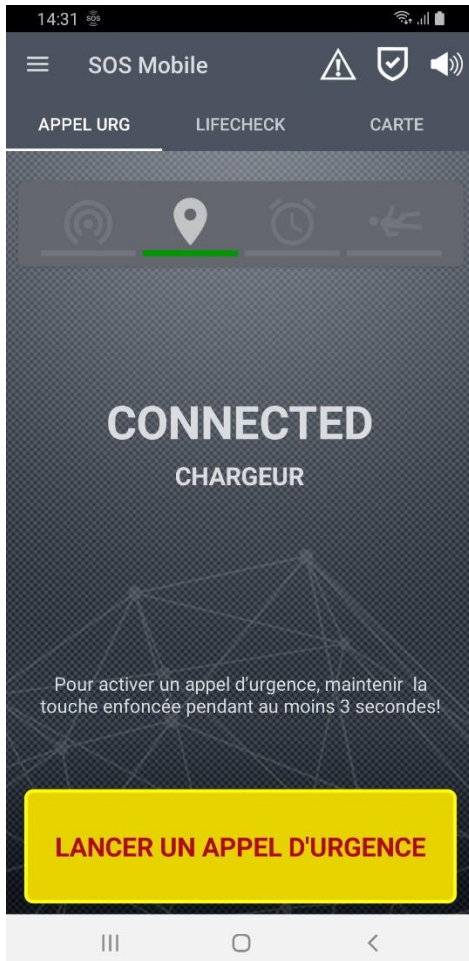 14:31 sos
SOS Mobile
APPEL URG LIFECHECK CARTE
CONNECTED
CHARGEUR
Pour activer un appel d'urgence, maintenir la
touche enfoncée pendant au moins 3 secondes!
LANCER UN APPEL D'URGENCE